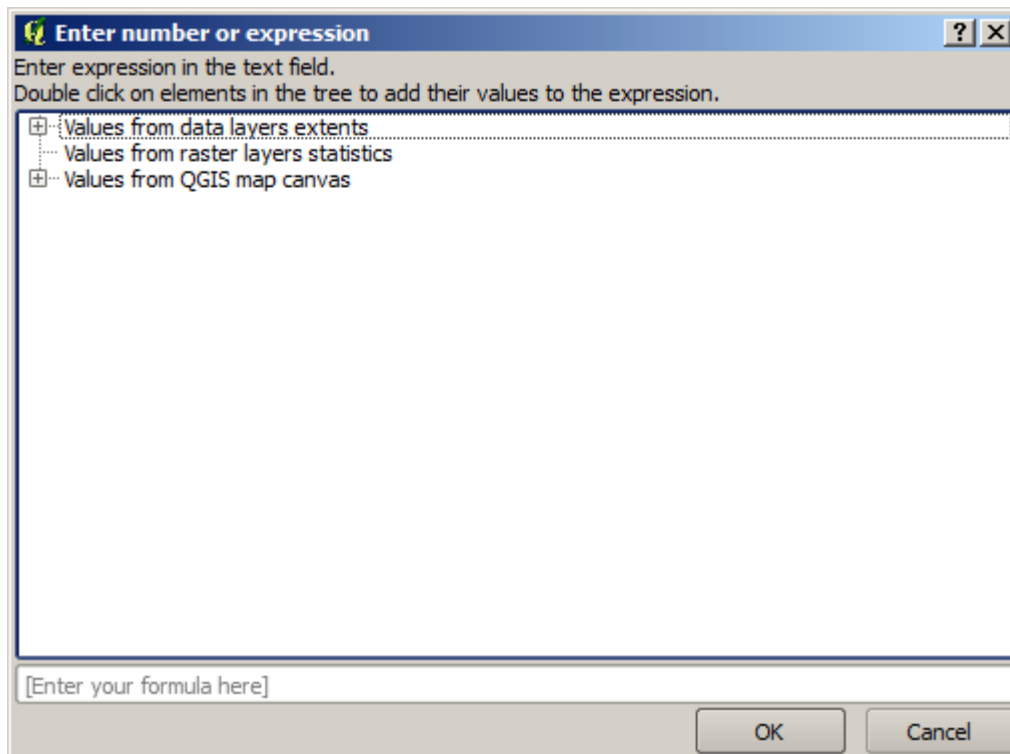 Enter number or expression
Enter expression in the text field.
Double click on elements in the tree to add their values to the expression.
Values from data layers extents
Values from raster layers statistics
Values from QGIS map canvas
[Enter your formula here]
OK Cancel